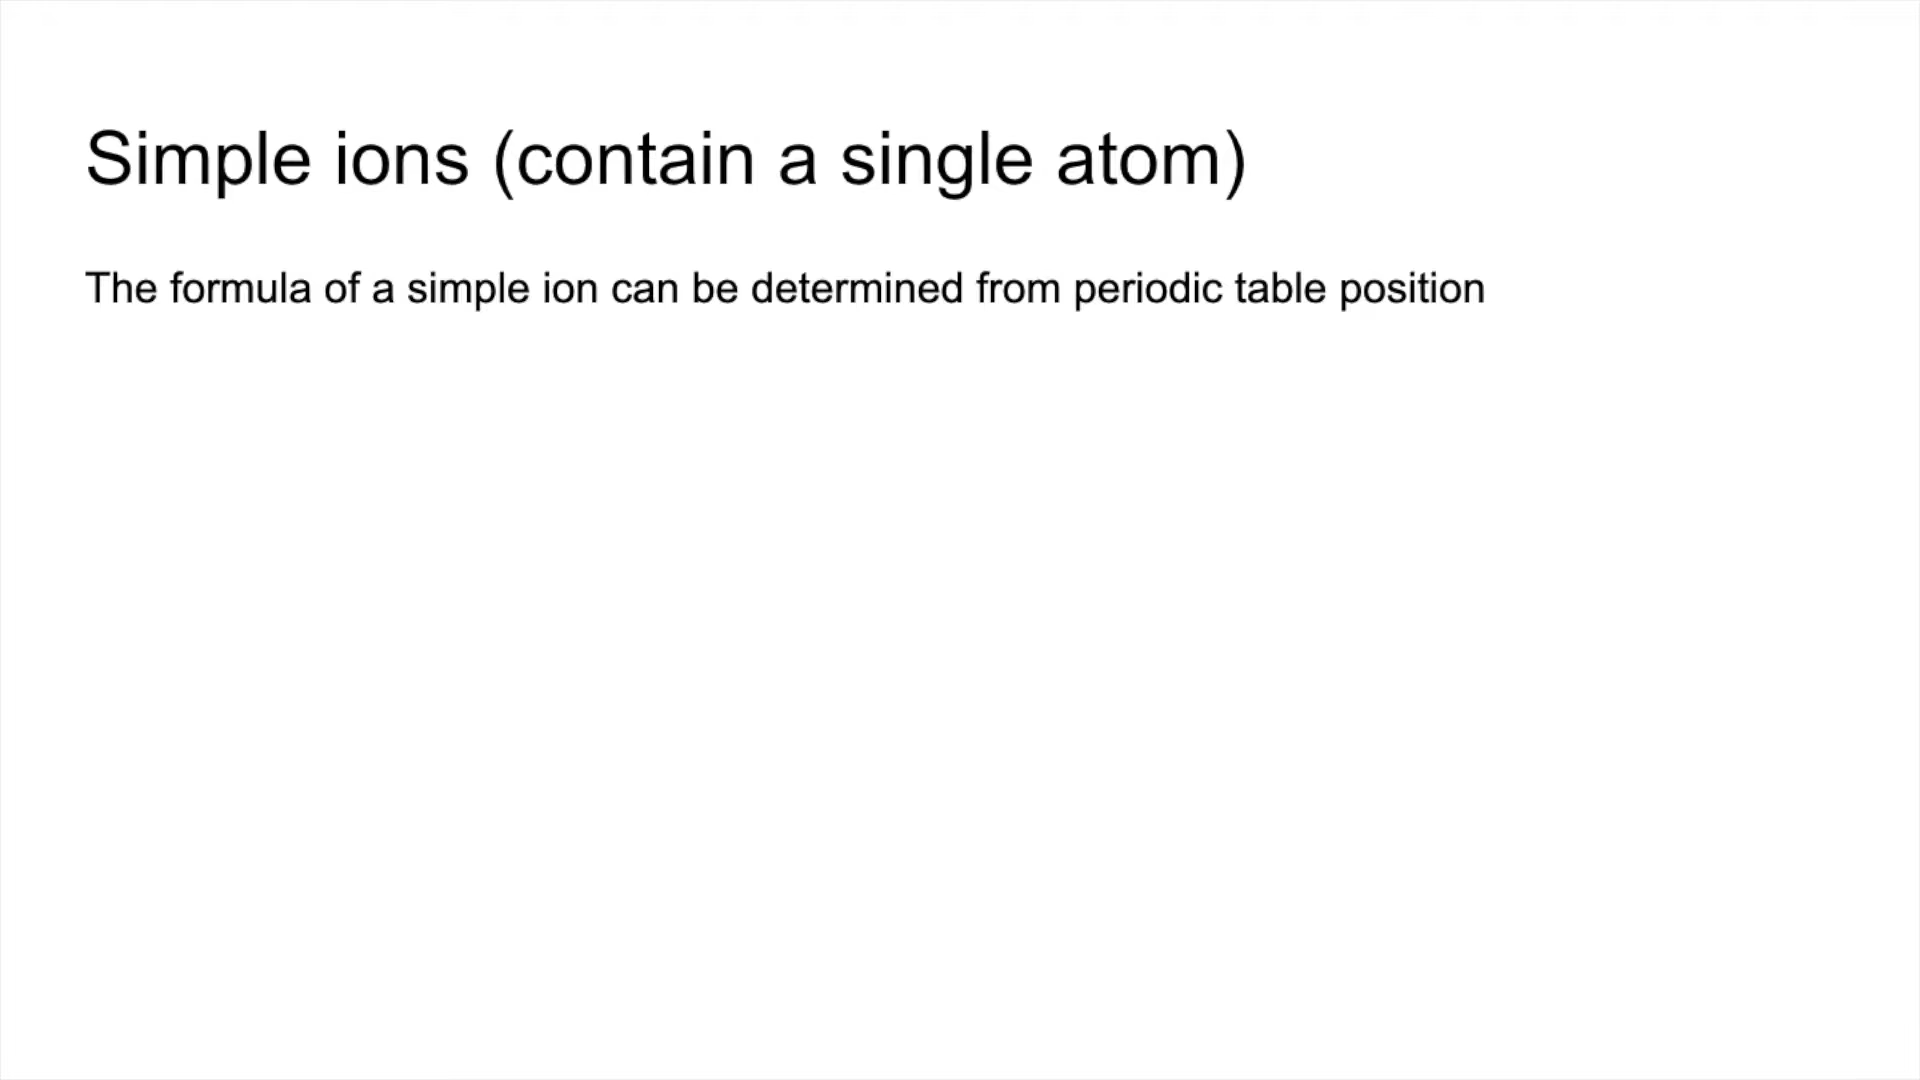 Simple ions (contain a single atom)
The formula of a simple ion can be determined from periodic table position